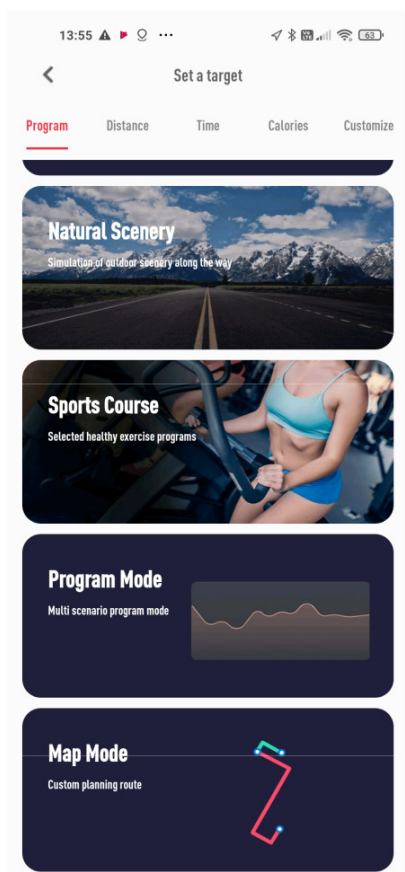 13:55
63
Set a target
Program Distance Time Calories Customize
Natural Scenery
Simulation of outdoor scenery along the way
Sports Course
Selected healthy exercise programs
Program Mode
Multi scenario program mode
Map Mode
Custom planning route